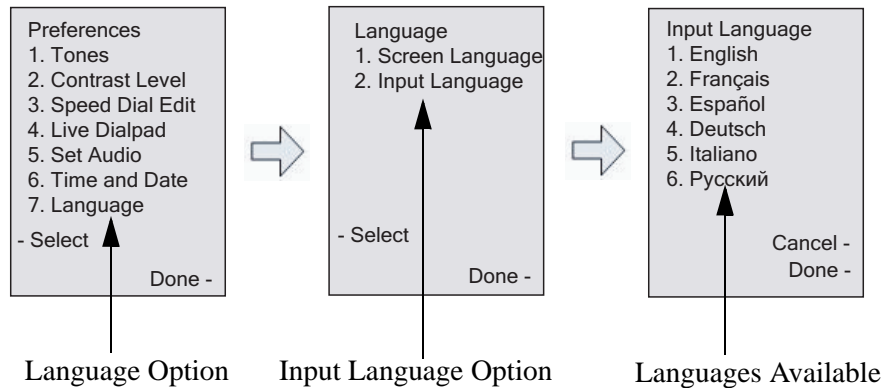 Preferences
1. Tones
2. Contrast Level
3. Speed Dial Edit
4. Live Dialpad
5. Set Audio
6. Time and Date
7. Language
- Select
Done -
Language
1. Screen Language
2. Input Language
- Select
Done -
Input Language
1. English
2. Français
3. Español
4. Deutsch
5. Italiano
6. Русский
Cancel -
Done -
Language Option
Input Language Option
Languages Available